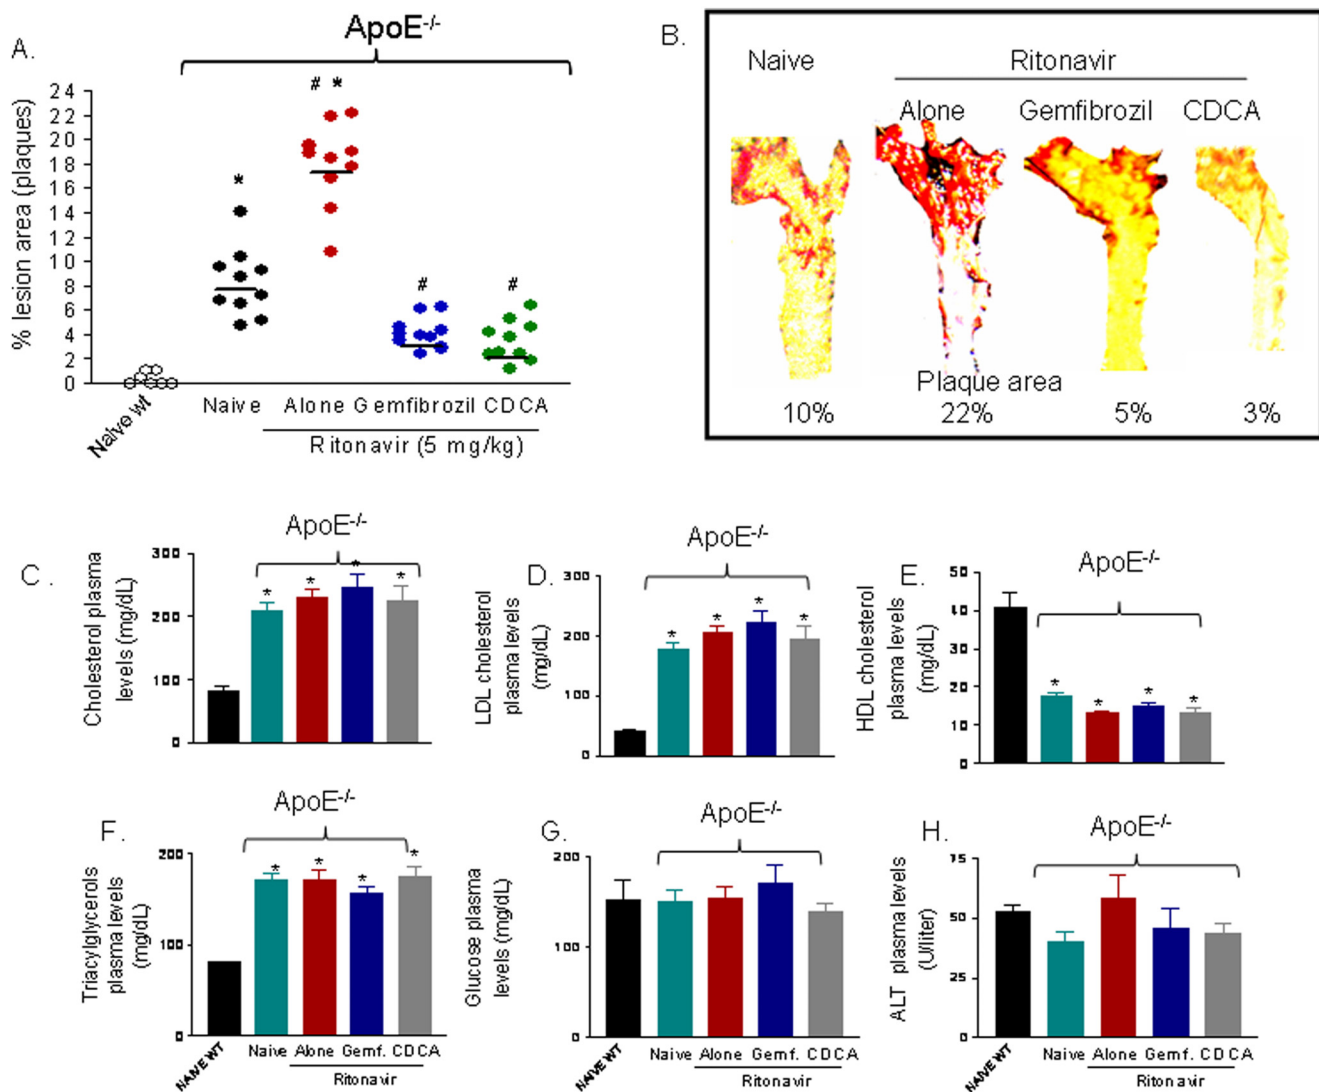 ApoE-/-
A.
% lesion area (plaques)
24
22
20
18
16
14
12
10
8
6
4
2
0
*
# *
#
#
Naive wt
Naive Alone Gemfibrozil CDCA
Ritonavir (5 mg/kg)
B.
Naive Ritonavir
Alone Gemfibrozil CDCA
Plaque area
10% 22% 5% 3%
C.
ApoE-/-
Cholesterol plasma
levels (mg/dL)
300
200
100
0
* * * *
D.
ApoE-/-
LDL cholesterol
plasma levels
(mg/dL)
300
200
100
0
* * * *
E.
ApoE-/-
HDL cholesterol
plasma levels
(mg/dL)
50
40
30
20
10
0
* * * *
F.
ApoE-/-
Triacylglycerols
plasma levels
(mg/dL)
200
100
0
* * * *
NAIVE WT
Naive Alone Gemf. CDCA
Ritonavir
G.
ApoE-/-
Glucose plasma
levels (mg/dL)
200
100
0
NAIVE WT
Naive Alone Gemf. CDCA
Ritonavir
H.
ApoE-/-
ALT plasma levels
(U/liter)
75
50
25
0
NAIVE WT
Naive Alone Gemf. CDCA
Ritonavir